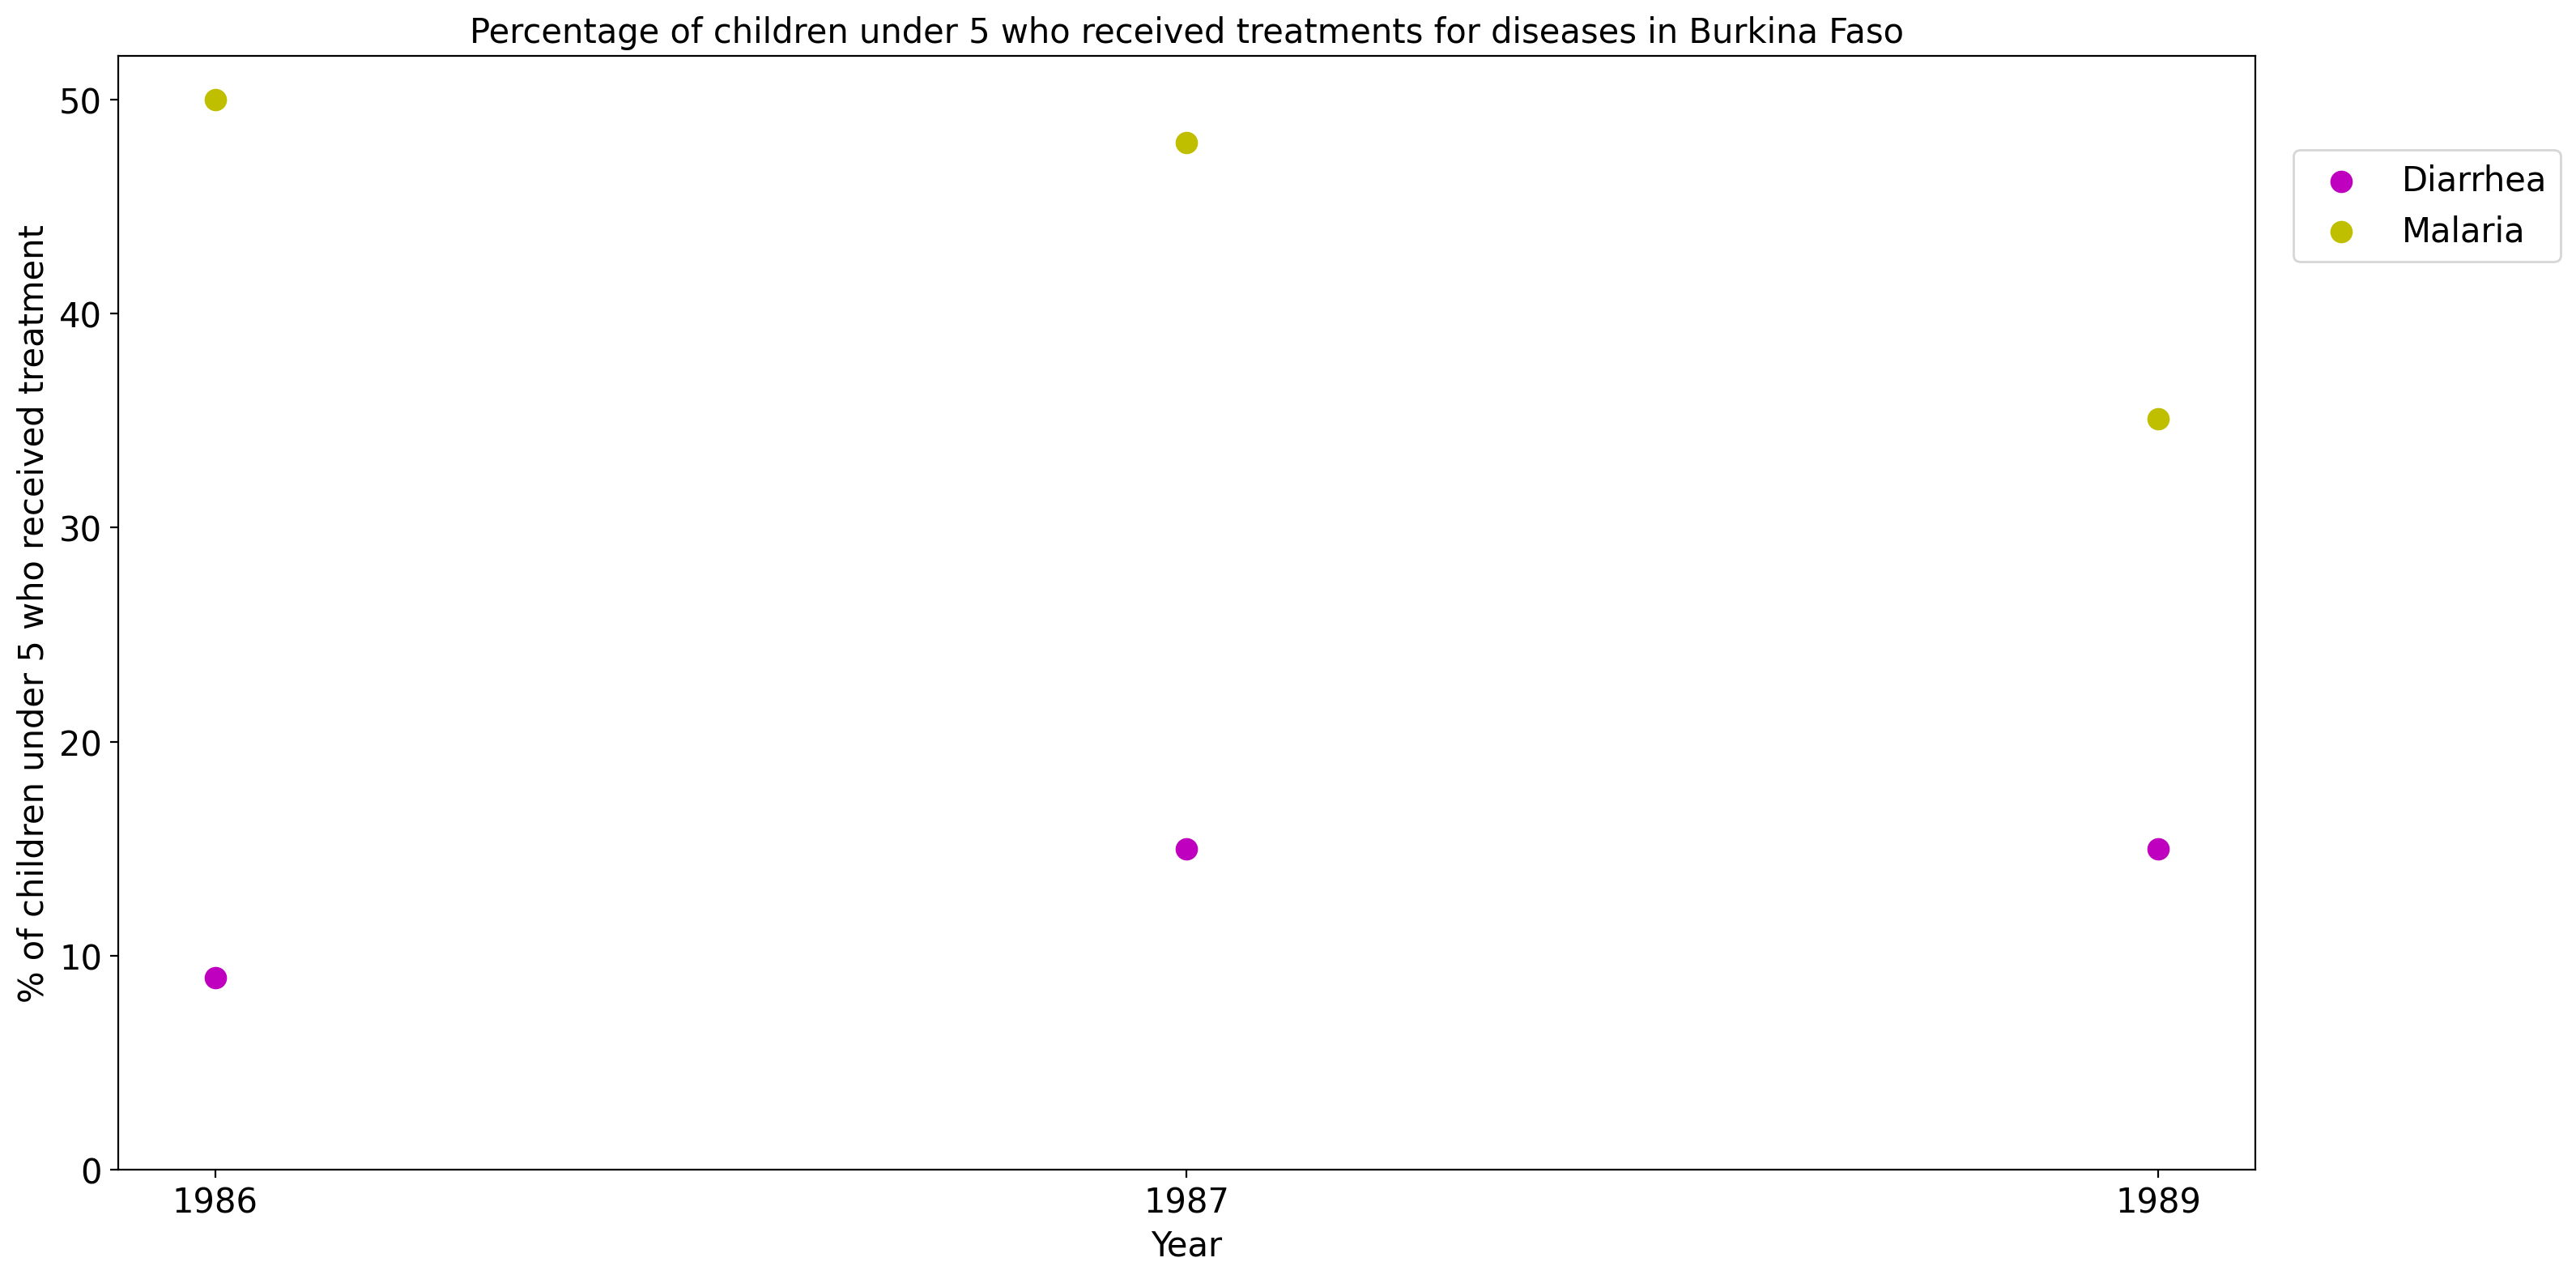 Percentage of children under 5 who received treatments for diseases in Burkina Faso
% of children under 5 who received treatment
50
40
30
20
10
0
1986
1987
1989
Year
Diarrhea
Malaria